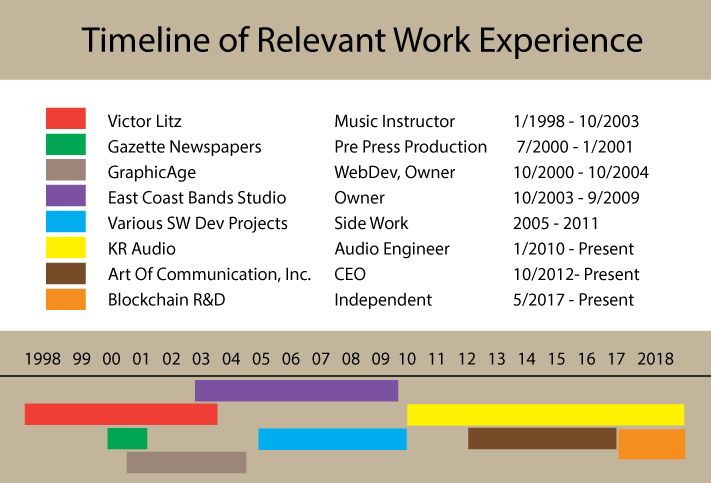 Timeline of Relevant Work Experience
Victor Litz Music Instructor 1/1998 - 10/2003
Gazette Newspapers Pre Press Production 7/2000 - 1/2001
GraphicAge WebDev, Owner 10/2000 - 10/2004
East Coast Bands Studio Owner 10/2003 - 9/2009
Various SW Dev Projects Side Work 2005 - 2011
KR Audio Audio Engineer 1/2010 - Present
Art Of Communication, Inc. CEO 10/2012- Present
Blockchain R&D Independent 5/2017 - Present
1998 99 00 01 02 03 04 05 06 07 08 09 10 11 12 13 14 15 16 17 2018